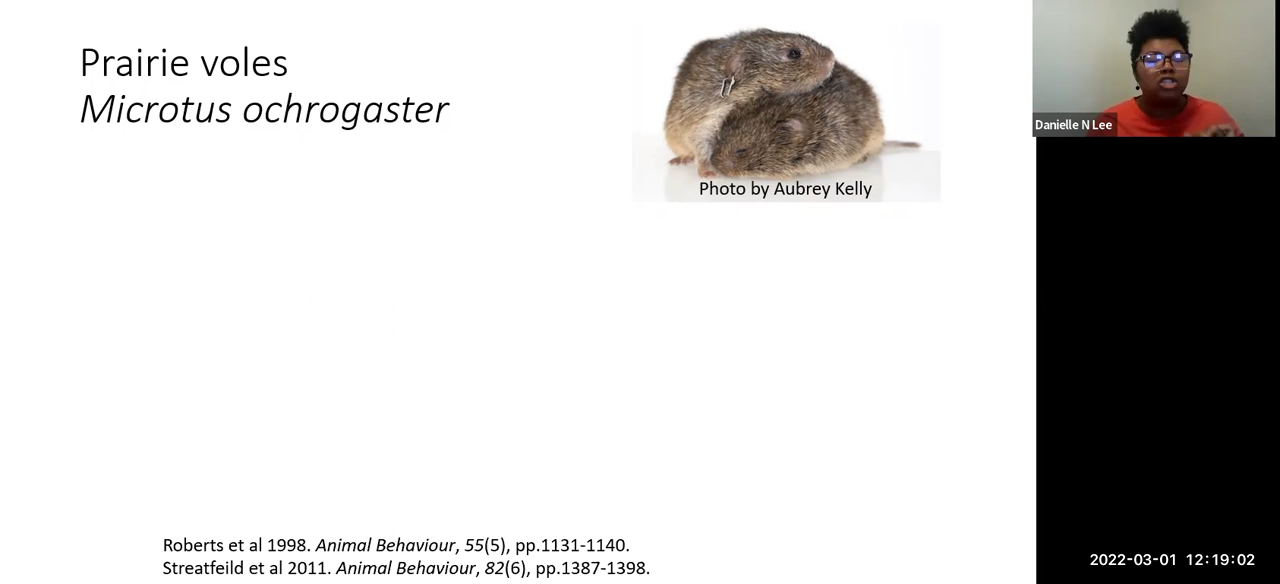 Prairie voles
Microtus ochrogaster
Photo by Aubrey Kelly
Danielle N Lee
Roberts et al 1998. Animal Behaviour, 55(5), pp.1131-1140.
Streatfeild et al 2011. Animal Behaviour, 82(6), pp.1387-1398.
2022-03-01 12:19:02